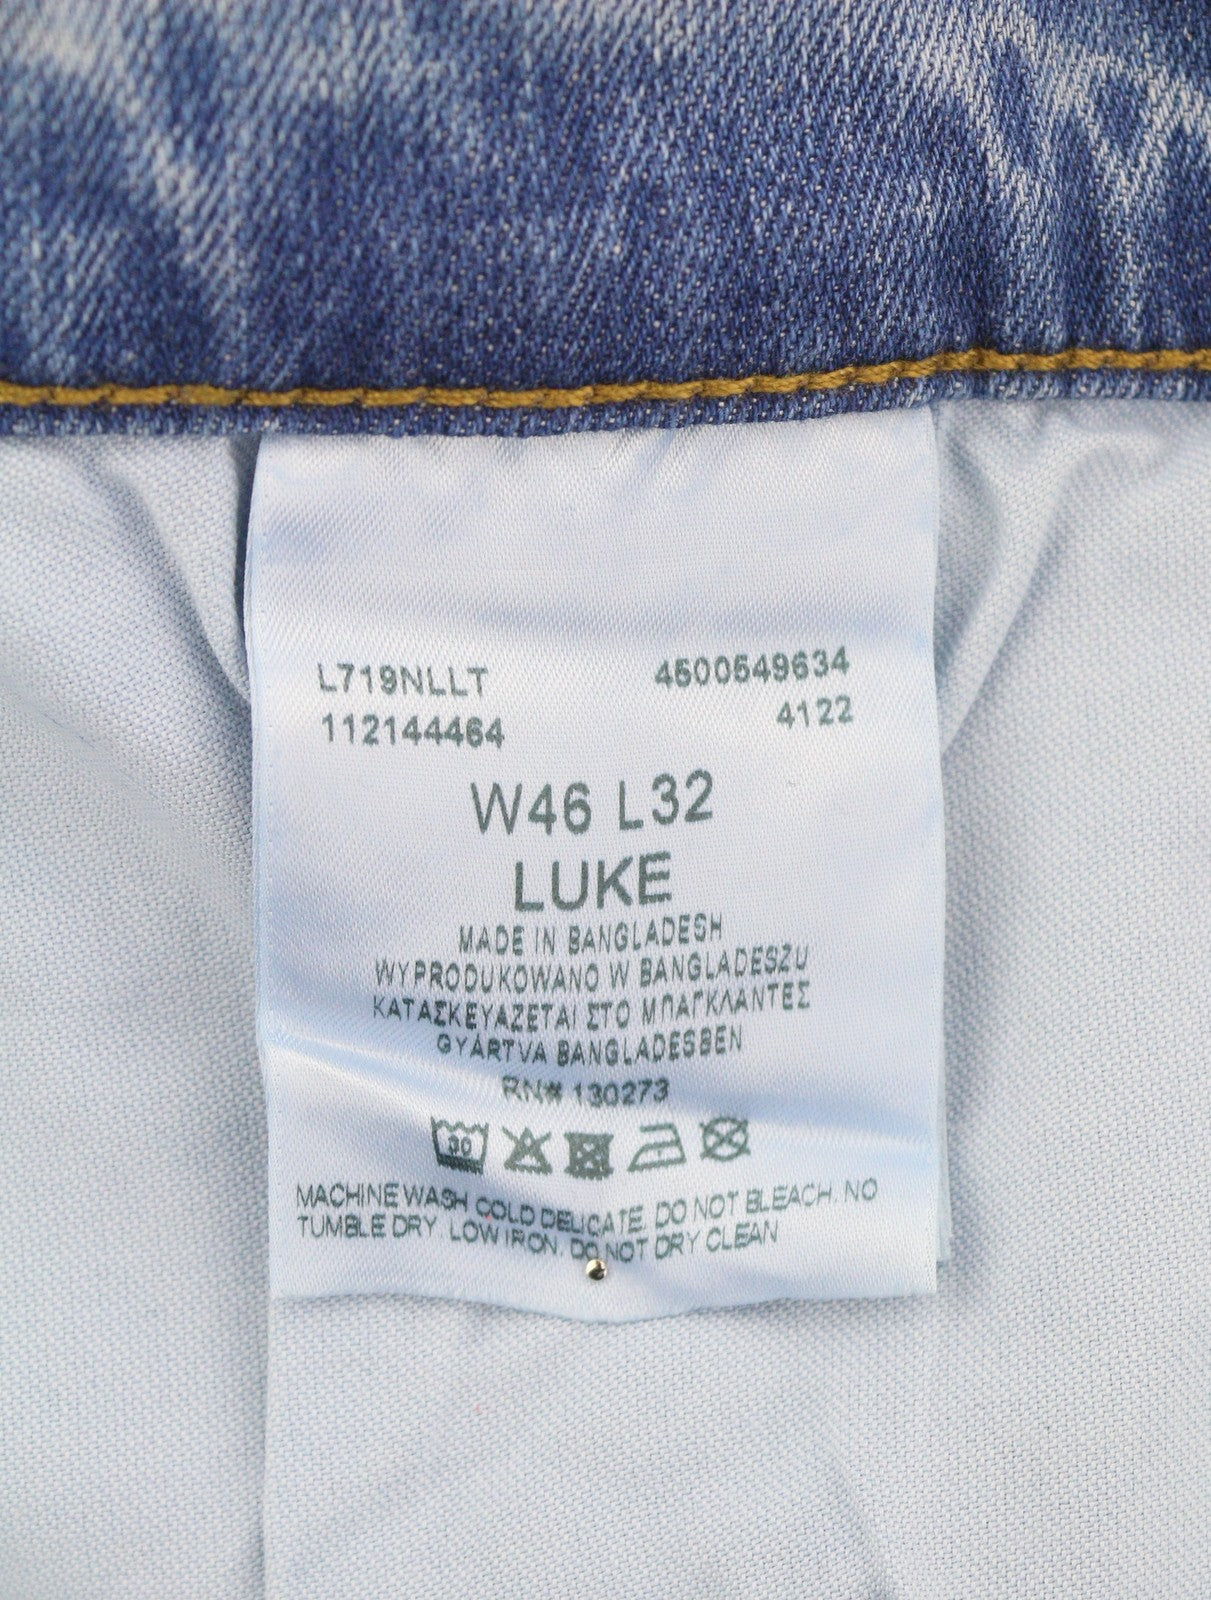 L719NLLT 4500549634
112144464 4122
W46 L32
LUKE
MADE IN BANGLADESH
WYPRODUKOWANO W BANGLADESZU
ΚΑΤΑΣΚΕΥΑΖΕΤΑΙ ΣΤΟ ΜΠΑΓΚΛΑΝΤΕΣ
GYÁRTVA BANGLADESBEN
RN# 130273
30
MACHINE WASH COLD DELICATE. DO NOT BLEACH. NO
TUMBLE DRY. LOW IRON. DO NOT DRY CLEAN